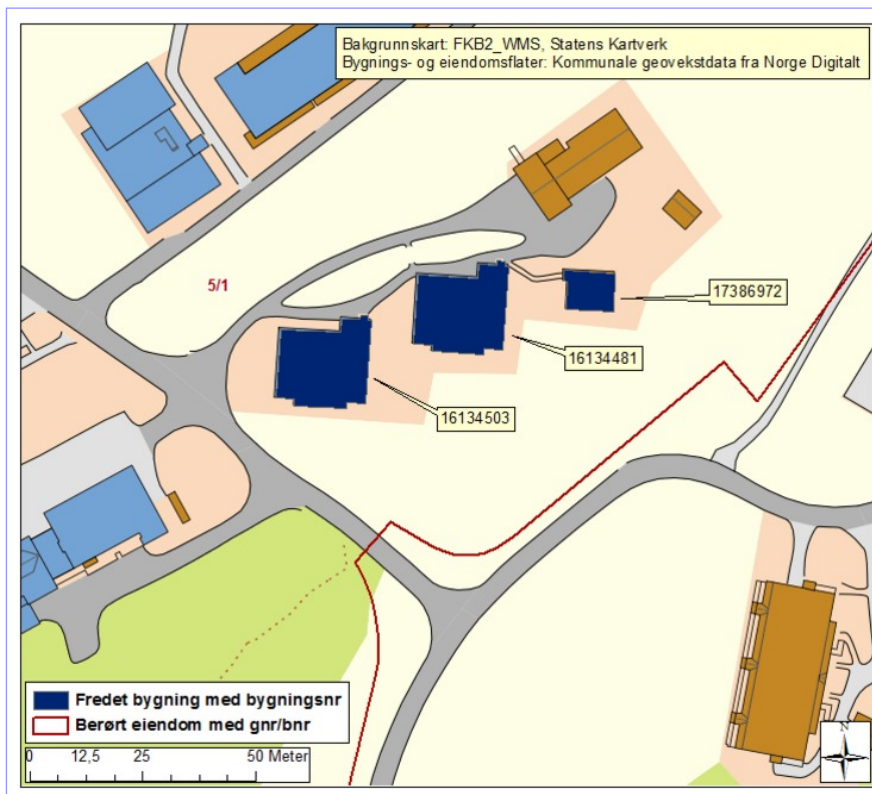 Bakgrunnskart: FKB2_WMS, Statens Kartverk
Bygnings- og eiendomsflater: Kommunale geovekstdata fra Norge Digitalt
5/1
17386972
16134481
16134503
Fredet bygning med bygningsnr
Berørt eiendom med gnr/bnr
0 12,5 25 50 Meter
N